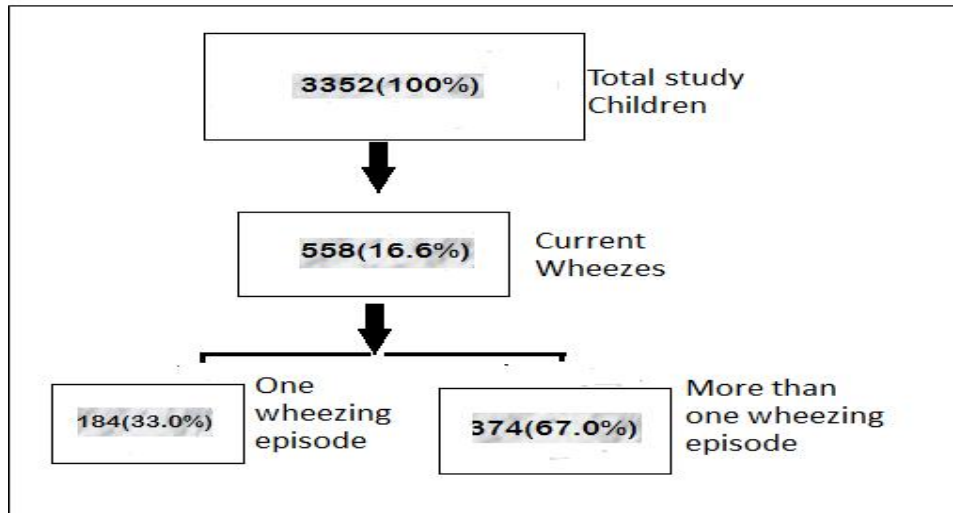 3352(100%)
Total study
Children
558(16.6%)
Current
Wheezes
184(33.0%)
One
wheezing
episode
374(67.0%)
More than
one wheezing
episode